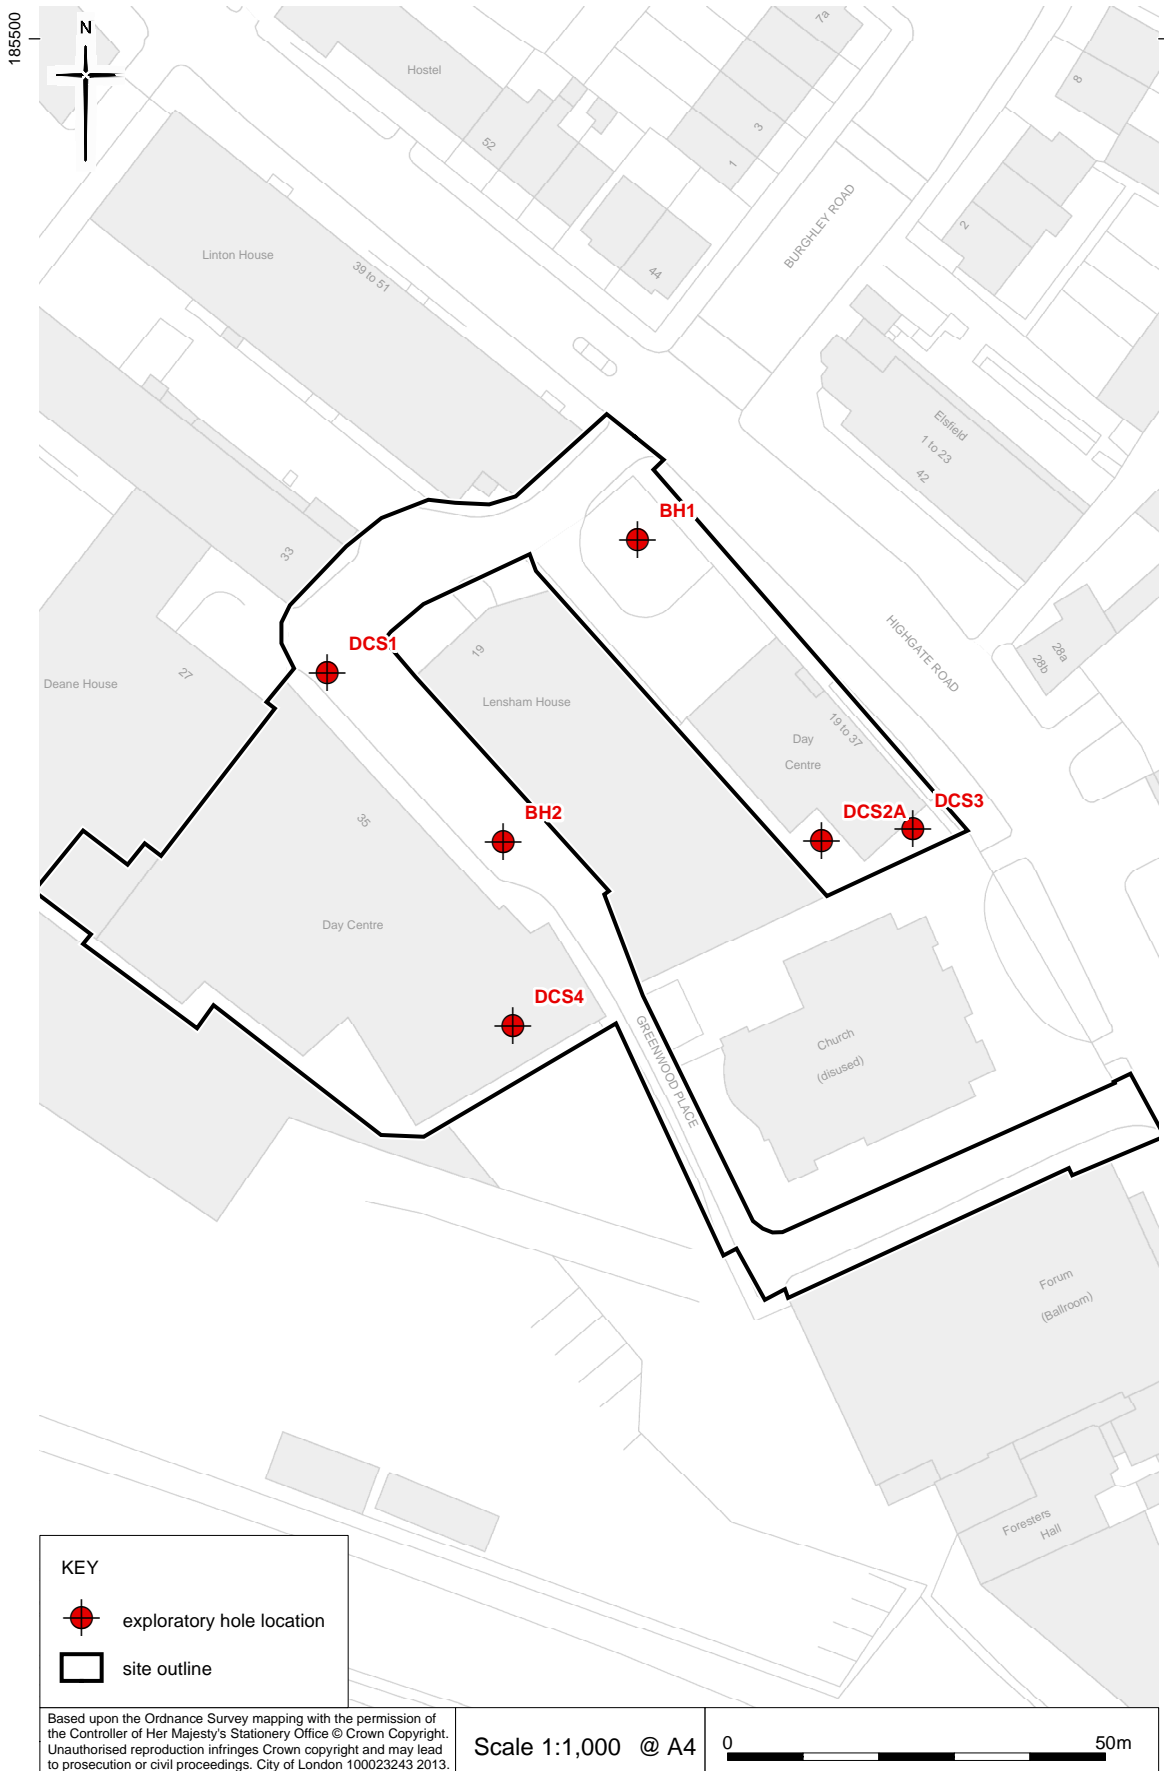 185500
N
Hostel
52
7a
3
1
8
2
44
BURGHLEY ROAD
Linton House
39 to 51
Elsfield
1 to 23
42
BH1
33
HIGHGATE ROAD
28a
28b
DCS1
19
27
Deane House
Lensham House
19 to 37
Day
Centre
DCS3
DCS2A
BH2
35
Day Centre
DCS4
GREENWOOD PLACE
Church
(disused)
Forum
(Ballroom)
Foresters
Hall
KEY
exploratory hole location
site outline
Based upon the Ordnance Survey mapping with the permission of
the Controller of Her Majesty's Stationery Office © Crown Copyright.
Unauthorised reproduction infringes Crown copyright and may lead
to prosecution or civil proceedings. City of London 100023243 2013.
Scale 1:1,000 @ A4
0
50m